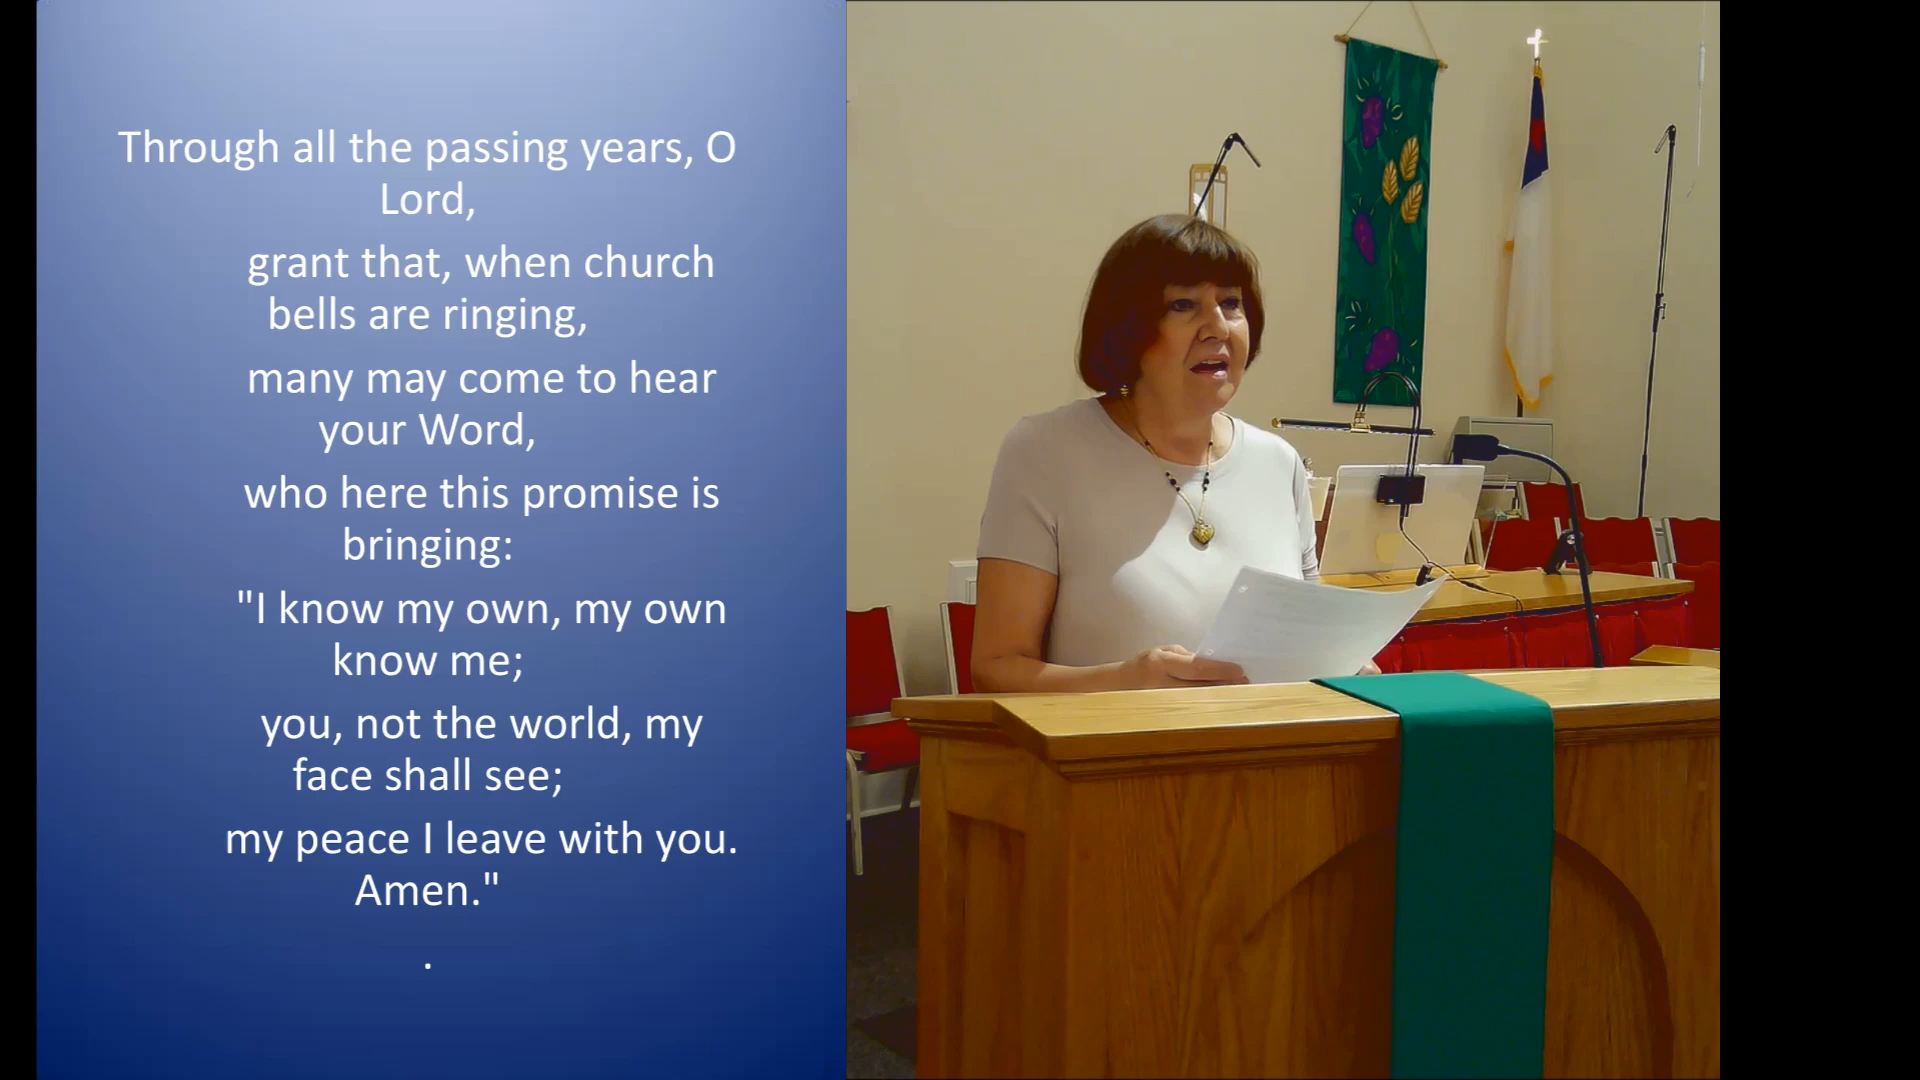 Through all the passing years, O
Lord,
grant that, when church
bells are ringing,
many may come to hear
your Word,
who here this promise is
bringing:
"I know my own, my own
know me;
you, not the world, my
face shall see;
my peace I leave with you.
Amen."
.